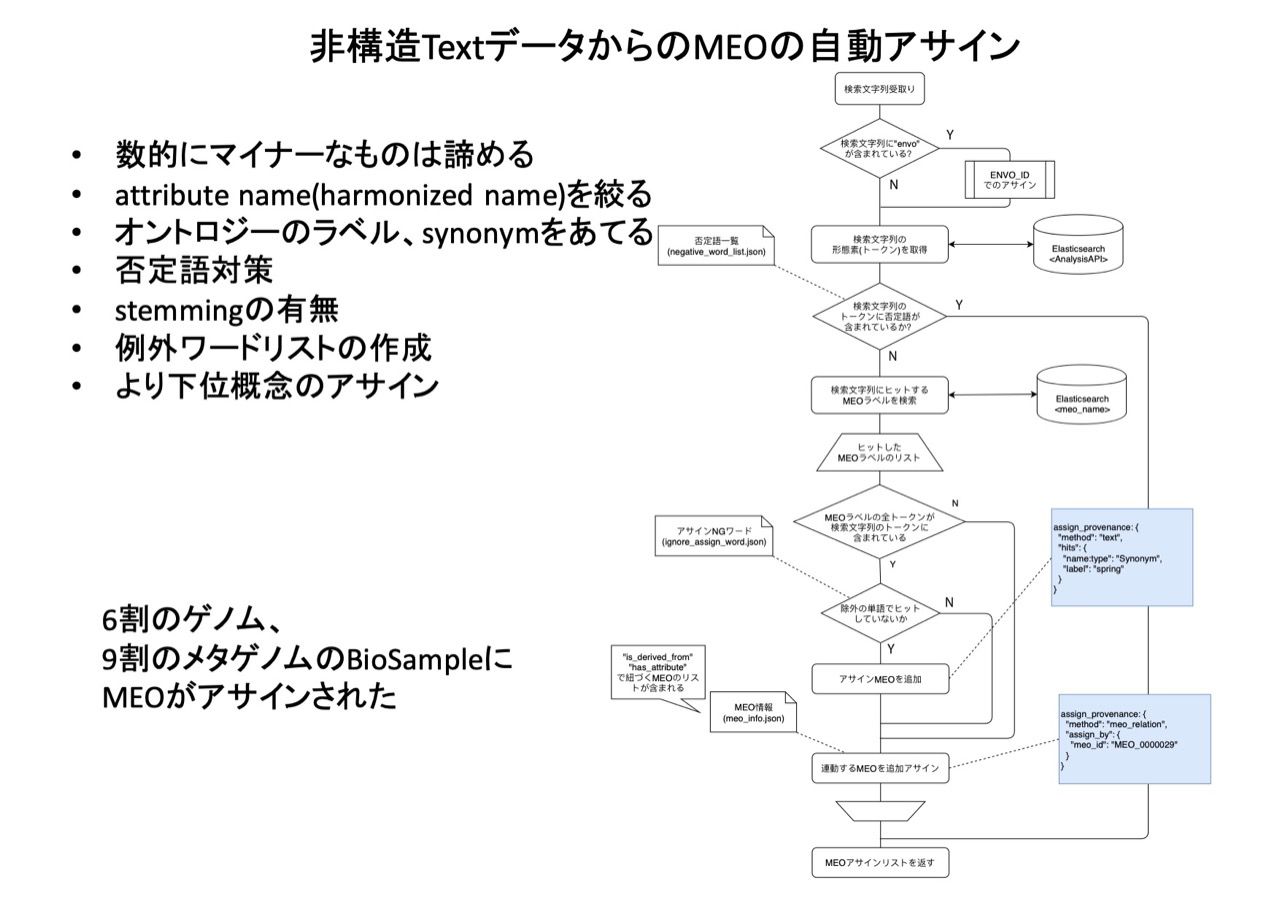 非構造TextデータからのMEOの自動アサイン
• 数的にマイナーなものは諦める
• attribute name(harmonized name)を絞る
• オントロジーのラベル、synonymをあてる
• 否定語対策
• stemmingの有無
• 例外ワードリストの作成
• より下位概念のアサイン
6割のゲノム、
9割のメタゲノムのBioSampleに
MEOがアサインされた
検索文字列受取り
検索文字列に"envo"
が含まれている?
Y
N
ENVO_ID
でのアサイン
否定語一覧
(negative_word_list.json)
検索文字列の
形態素(トークン)を取得
Elasticsearch
<AnalysisAPI>
検索文字列の
トークンに否定語が
含まれているか?
Y
N
検索文字列にヒットする
MEOラベルを検索
Elasticsearch
<meo_name>
ヒットした
MEOラベルのリスト
MEOラベルの全トークンが
検索文字列のトークンに
含まれている
N
Y
アサインNGワード
(ignore_assign_word.json)
除外の単語でヒット
していないか
N
Y
assign_provenance: {
"method": "text",
"hits": {
"name:type": "Synonym",
"label": "spring"
}
}
アサインMEOを追加
"is_derived_from"
"has_attribute"
で紐づくMEOのリス
トが含まれる
MEO情報
(meo_info.json)
連動するMEOを追加アサイン
assign_provenance: {
"method": "meo_relation",
"assign_by": {
"meo_id": "MEO_0000029"
}
}
MEOアサインリストを返す